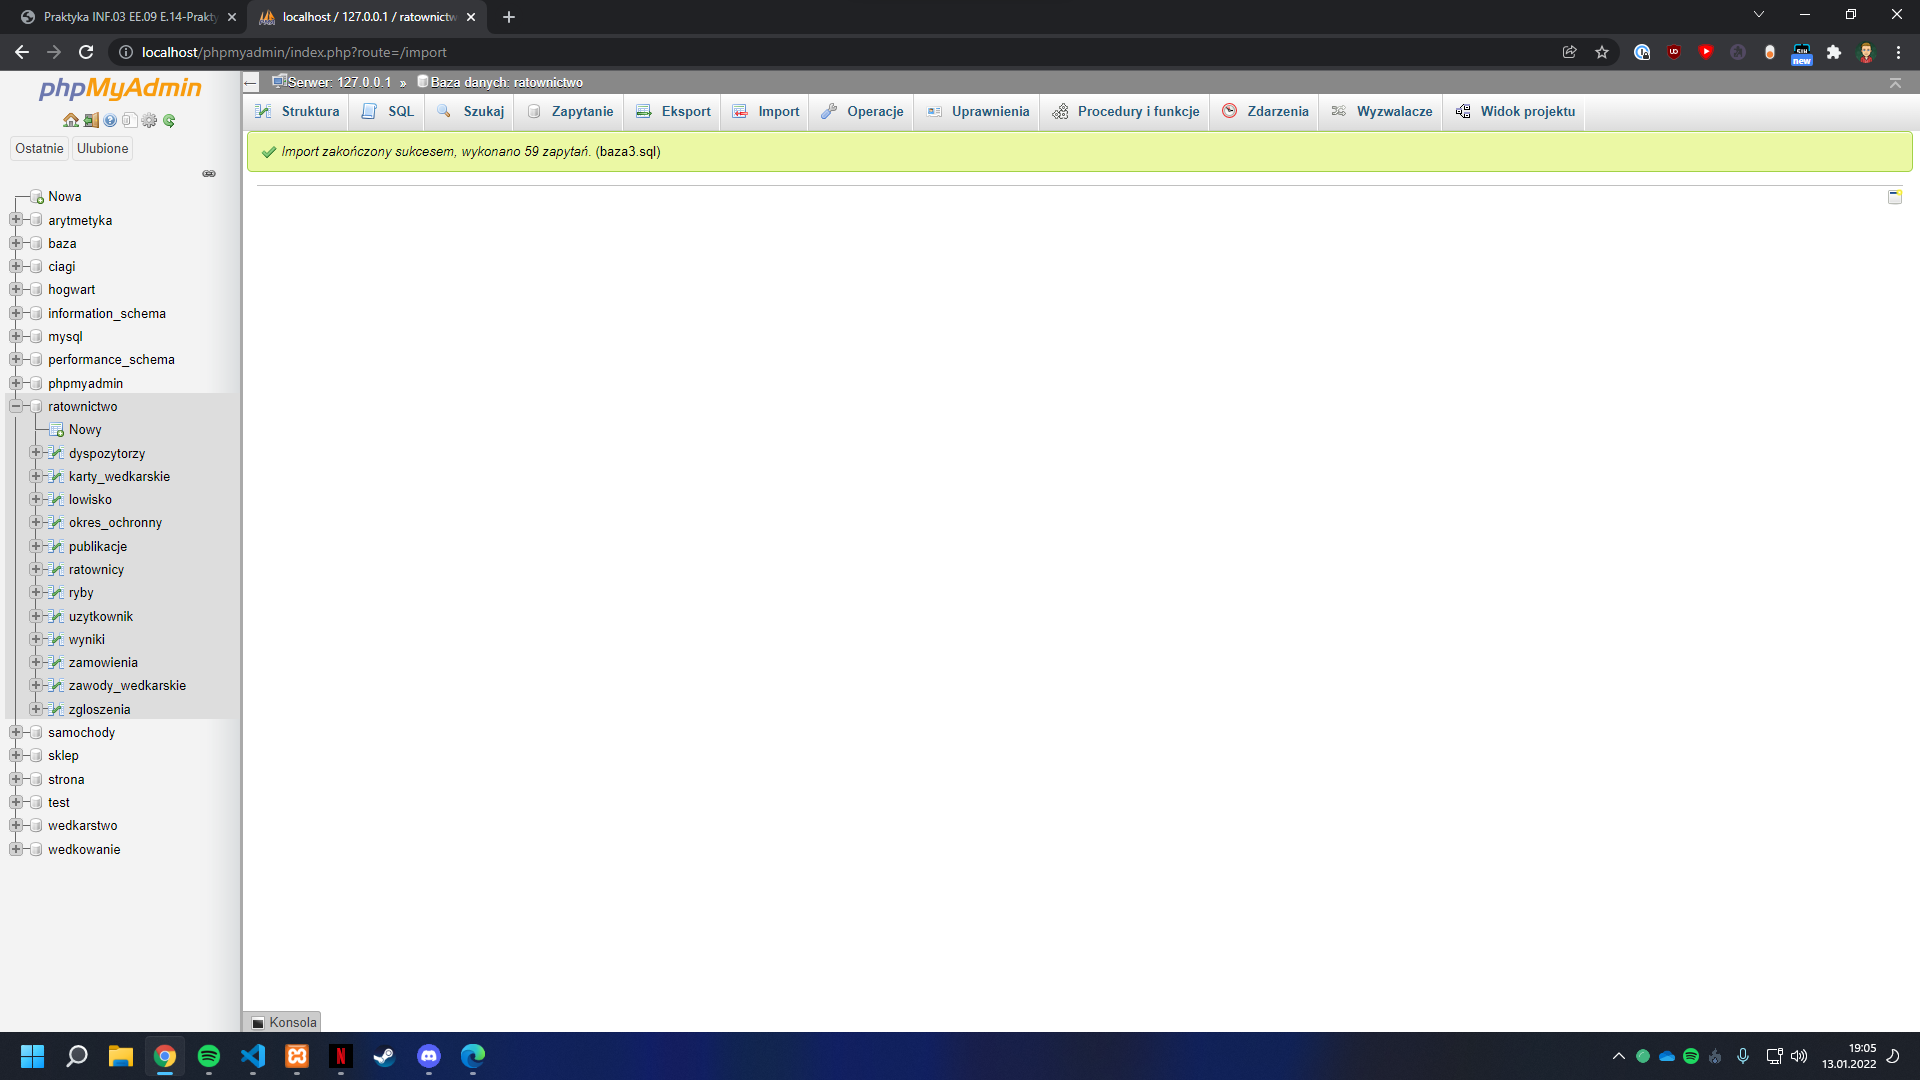 Praktyka INF.03 EE.09 E.14-Prakty
localhost / 127.0.0.1 / ratownictw
localhost/phpmyadmin/index.php?route=/import
new
phpMyAdmin
Ostatnie
Ulubione
Nowa
arytmetyka
baza
ciagi
hogwart
information_schema
mysql
performance_schema
phpmyadmin
ratownictwo
Nowy
dyspozytorzy
karty_wedkarskie
lowisko
okres_ochronny
publikacje
ratownicy
ryby
uzytkownik
wyniki
zamowienia
zawody_wedkarskie
zgloszenia
samochody
sklep
strona
test
wedkarstwo
wedkowanie
Serwer: 127.0.0.1 » Baza danych: ratownictwo
Struktura
SQL
Szukaj
Zapytanie
Eksport
Import
Operacje
Uprawnienia
Procedury i funkcje
Zdarzenia
Wyzwalacze
Widok projektu
Import zakończony sukcesem, wykonano 59 zapytań. (baza3.sql)
Konsola
19:05
13.01.2022